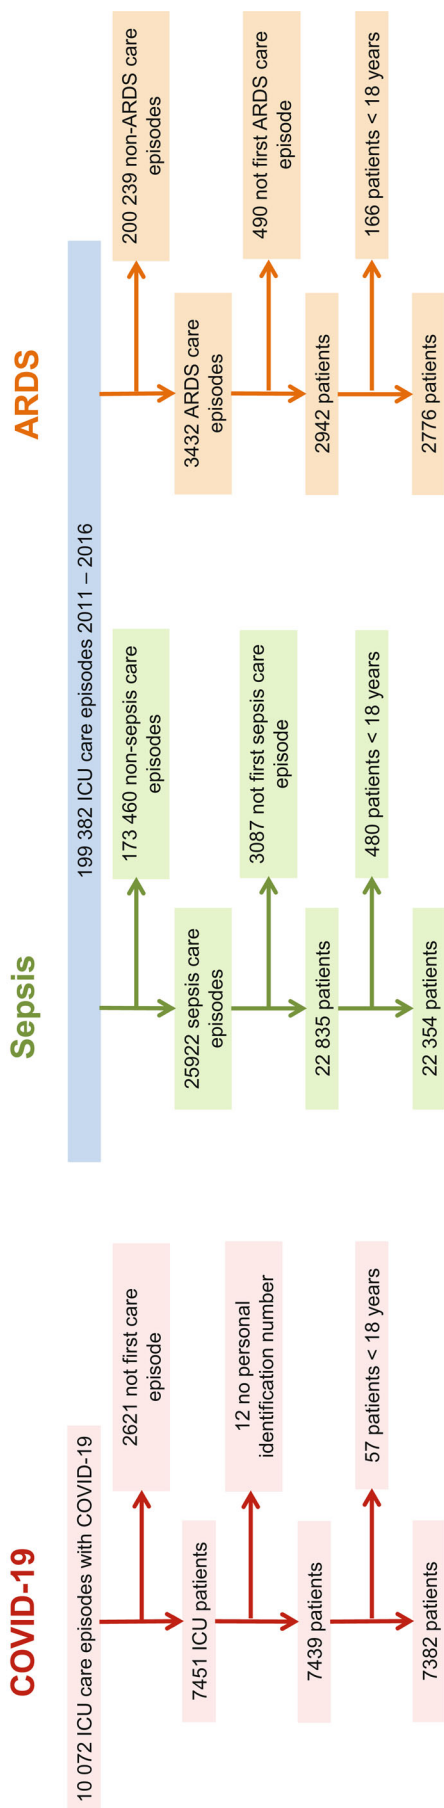 COVID-19
10 072 ICU care episodes with COVID-19
2621 not first care
episode
7451 ICU patients
12 no personal
identification number
7439 patients
57 patients < 18 years
7382 patients
Sepsis
ARDS
199 382 ICU care episodes 2011 – 2016
173 460 non-sepsis care
episodes
25922 sepsis care
episodes
3087 not first sepsis care
episode
22 835 patients
480 patients < 18 years
22 354 patients
200 239 non-ARDS care
episodes
3432 ARDS care
episodes
490 not first ARDS care
episode
2942 patients
166 patients < 18 years
2776 patients